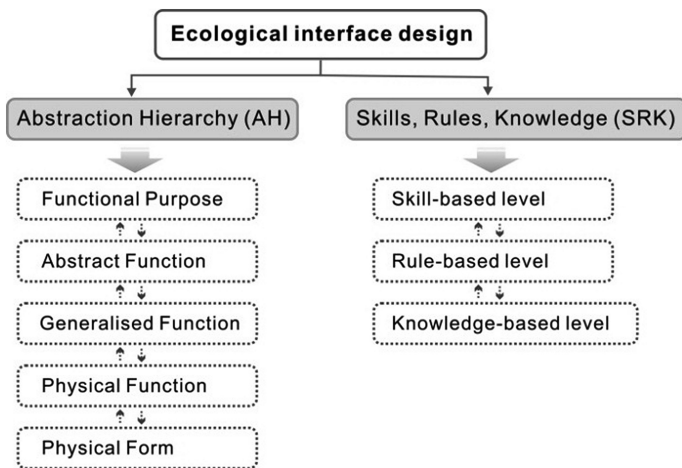 Ecological interface design
Abstraction Hierarchy (AH)
Skills, Rules, Knowledge (SRK)
Functional Purpose
Abstract Function
Generalised Function
Physical Function
Physical Form
Skill-based level
Rule-based level
Knowledge-based level